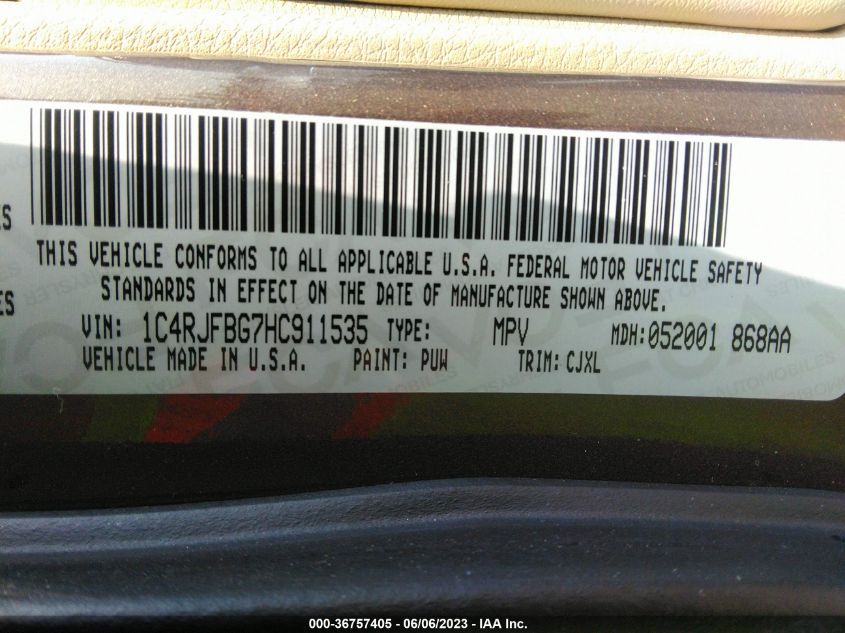 THIS VEHICLE CONFORMS TO ALL APPLICABLE U.S.A. FEDERAL MOTOR VEHICLE SAFETY
STANDARDS IN EFFECT ON THE DATE OF MANUFACTURE SHOWN ABOVE.
VIN: 1C4RJFBG7HC911535 TYPE: MPV MDH:052001 868AA
VEHICLE MADE IN U.S.A. PAINT: PUW TRIM: CJXL
000-36757405 - 06/06/2023 - IAA Inc.